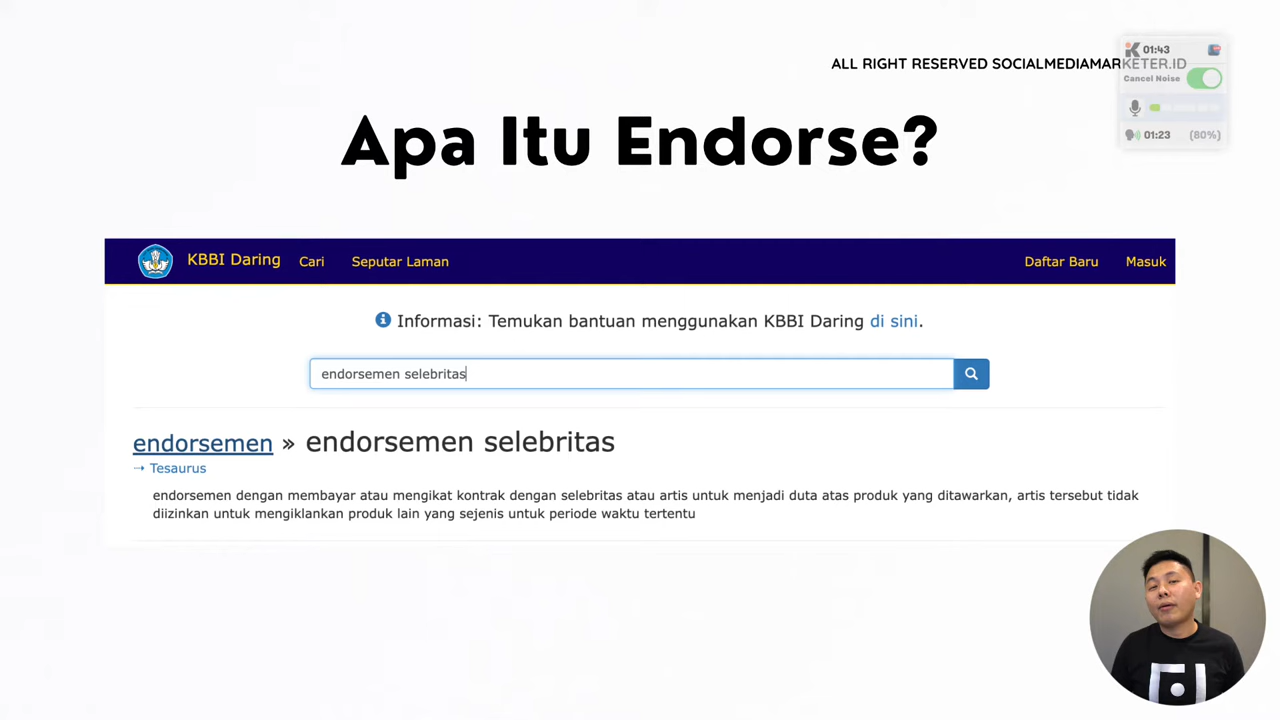 ALL RIGHT RESERVED SOCIALMEDIAMARKETER.ID
01:43
Cancel Noise
01:23 (80%)
Apa Itu Endorse?
KBBI Daring Cari Seputar Laman Daftar Baru Masuk
Informasi: Temukan bantuan menggunakan KBBI Daring di sini.
endorsemen selebritas
endorsemen » endorsemen selebritas
→ Tesaurus
endorsemen dengan membayar atau mengikat kontrak dengan selebritas atau artis untuk menjadi duta atas produk yang ditawarkan, artis tersebut tidak
diizinkan untuk mengiklankan produk lain yang sejenis untuk periode waktu tertentu